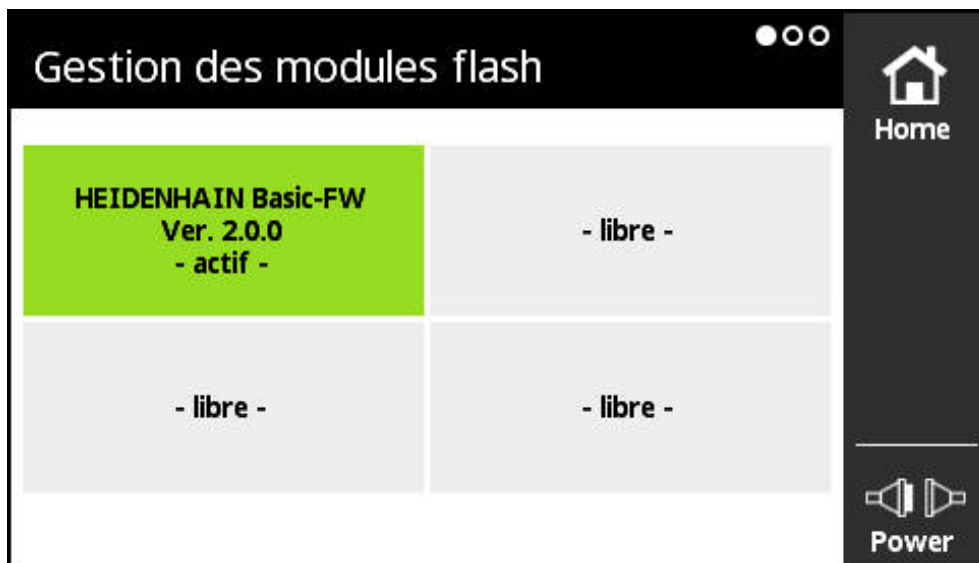 Gestion des modules flash
Home
HEIDENHAIN Basic-FW
Ver. 2.0.0
- actif -
- libre -
- libre -
- libre -
Power